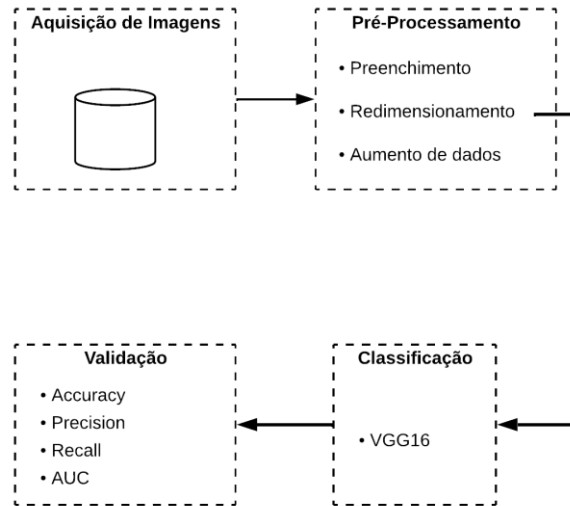 Aquisição de Imagens
Pré-Processamento
• Preenchimento
• Redimensionamento
• Aumento de dados
Validação
• Accuracy
• Precision
• Recall
• AUC
Classificação
• VGG16